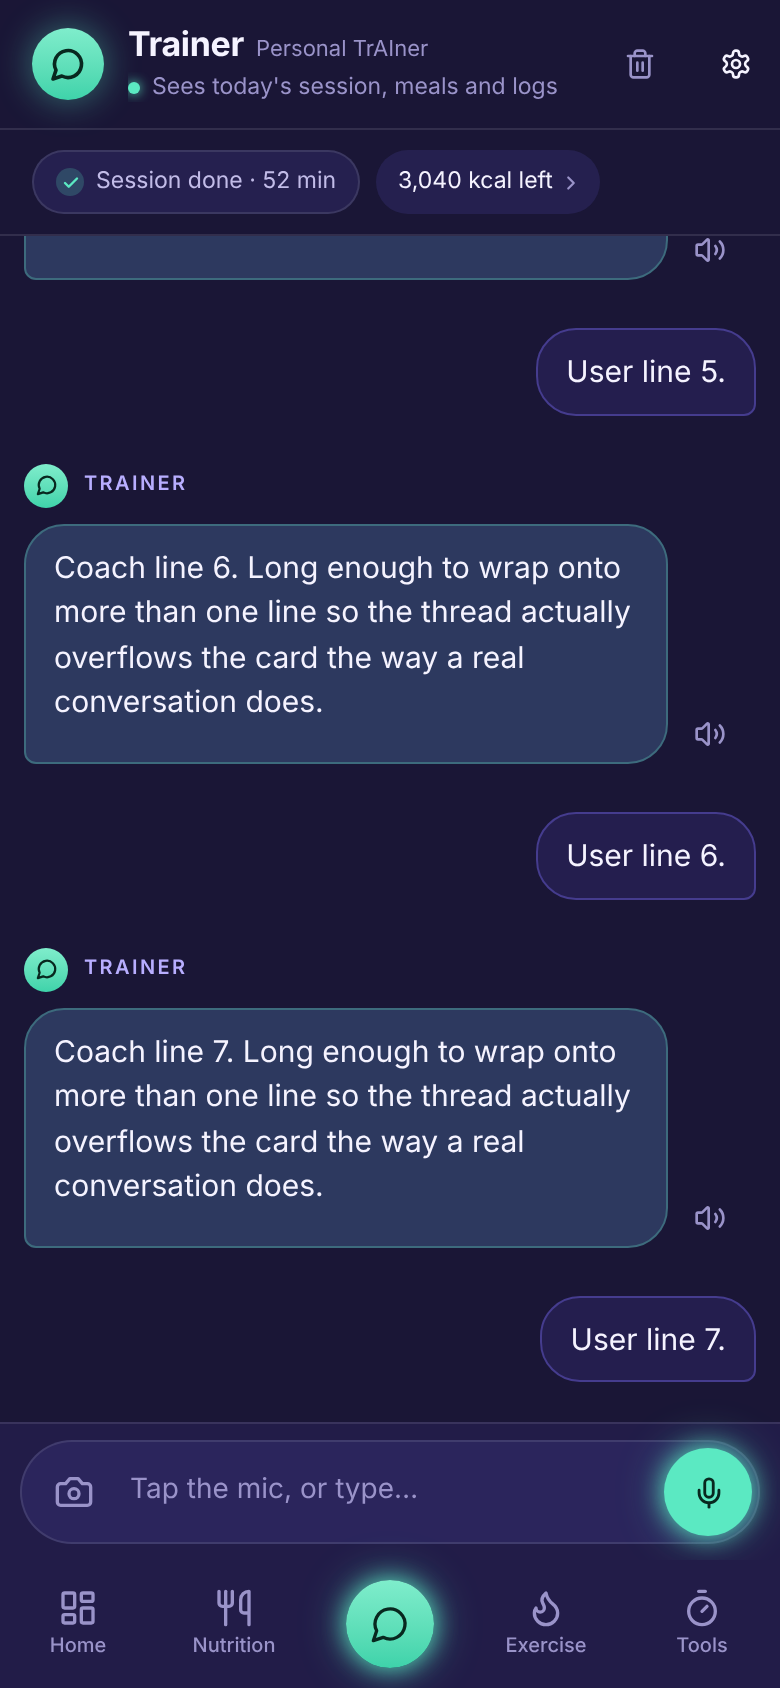 Trainer Personal TrAIner
Sees today's session, meals and logs
Session done · 52 min
3,040 kcal left
User line 5.
TRAINER
Coach line 6. Long enough to wrap onto
more than one line so the thread actually
overflows the card the way a real
conversation does.
User line 6.
TRAINER
Coach line 7. Long enough to wrap onto
more than one line so the thread actually
overflows the card the way a real
conversation does.
User line 7.
Tap the mic, or type...
Home
Nutrition
Exercise
Tools